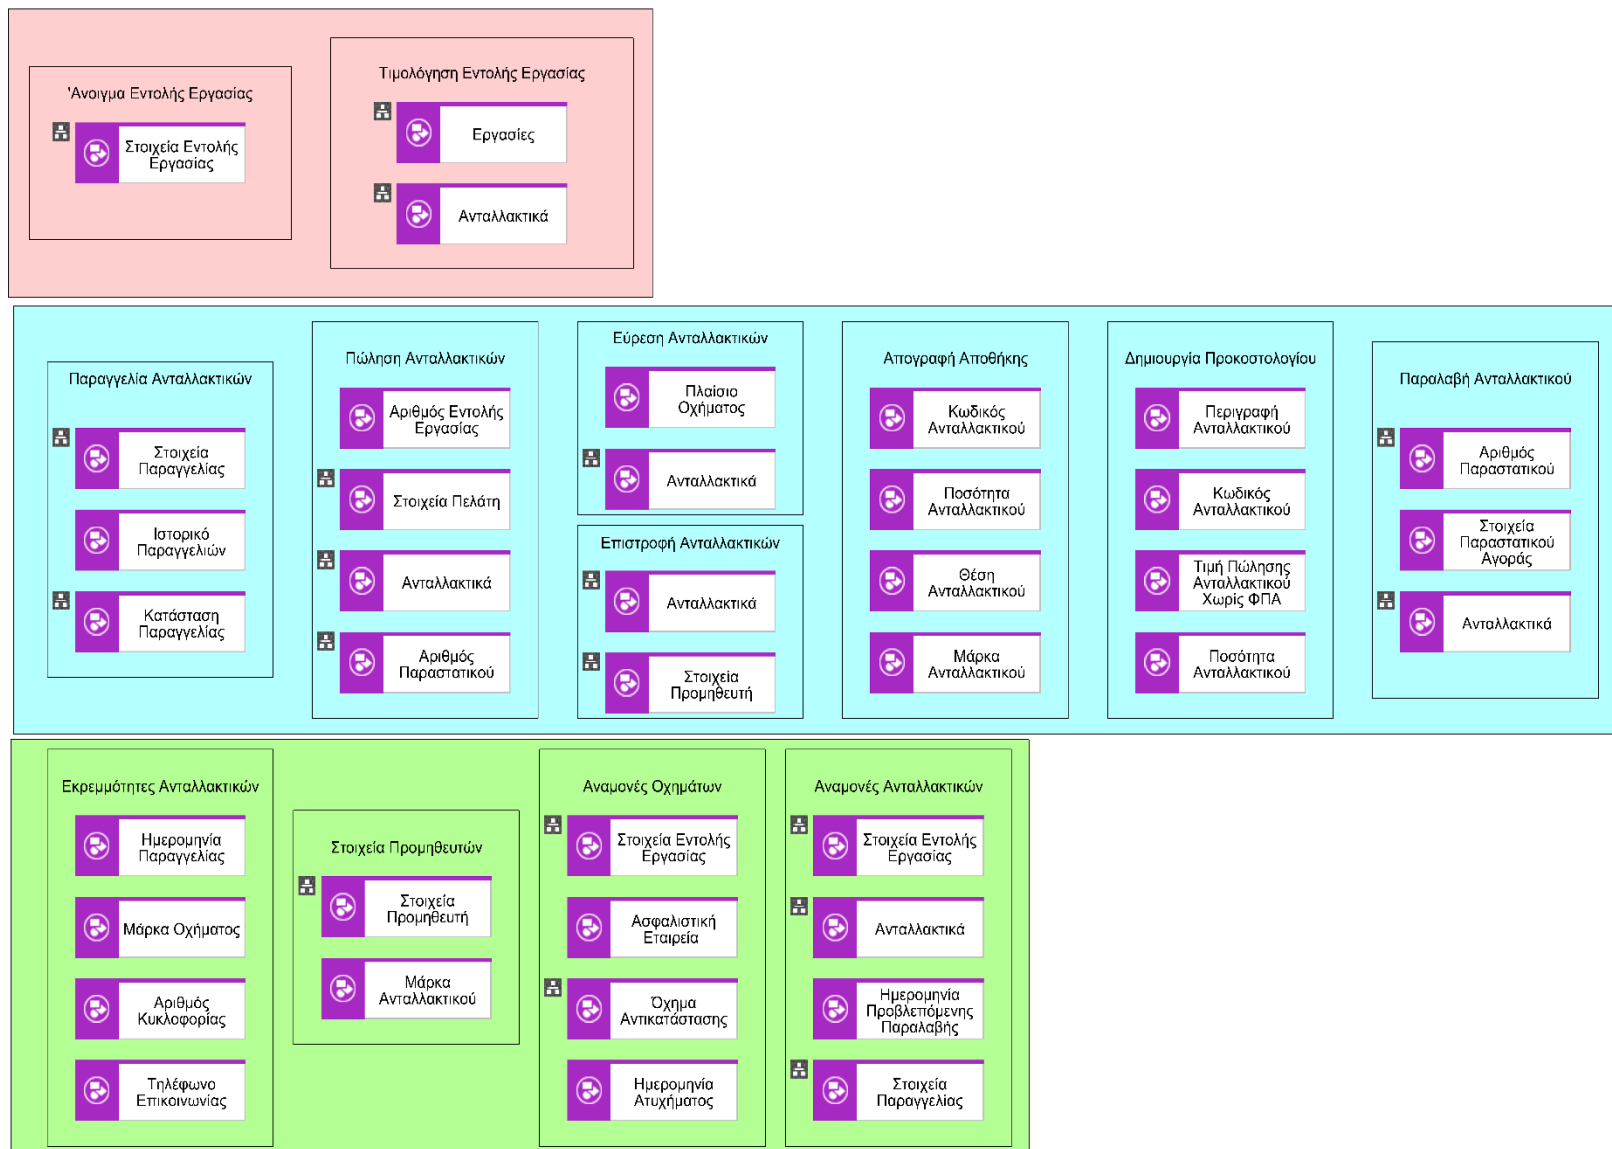 'Ανοιγμα Εντολής Εργασίας
Στοιχεία Εντολής
Εργασίας
Τιμολόγηση Εντολής Εργασίας
Εργασίες
Ανταλλακτικά
Παραγγελία Ανταλλακτικών
Στοιχεία
Παραγγελίας
Ιστορικό
Παραγγελιών
Κατάσταση
Παραγγελίας
Πώληση Ανταλλακτικών
Αριθμός Εντολής
Εργασίας
Στοιχεία Πελάτη
Ανταλλακτικά
Αριθμός
Παραστατικού
Εύρεση Ανταλλακτικών
Πλαίσιο
Οχήματος
Ανταλλακτικά
Επιστροφή Ανταλλακτικών
Ανταλλακτικά
Στοιχεία
Προμηθευτή
Απογραφή Αποθήκης
Κωδικός
Ανταλλακτικού
Ποσότητα
Ανταλλακτικού
Θέση
Ανταλλακτικού
Μάρκα
Ανταλλακτικού
Δημιουργία Προκοστολογίου
Περιγραφή
Ανταλλακτικού
Κωδικός
Ανταλλακτικού
Τιμή Πώλησης
Ανταλλακτικού
Χωρίς ΦΠΑ
Ποσότητα
Ανταλλακτικού
Παραλαβή Ανταλλακτικού
Αριθμός
Παραστατικού
Στοιχεία
Παραστατικού
Αγοράς
Ανταλλακτικά
Εκρεμμότητες Ανταλλακτικών
Ημερομηνία
Παραγγελίας
Μάρκα Οχήματος
Αριθμός
Κυκλοφορίας
Τηλέφωνο
Επικοινωνίας
Στοιχεία Προμηθευτών
Στοιχεία
Προμηθευτή
Μάρκα
Ανταλλακτικού
Αναμονές Οχημάτων
Στοιχεία Εντολής
Εργασίας
Ασφαλιστική
Εταιρεία
Όχημα
Αντικατάστασης
Ημερομηνία
Ατυχήματος
Αναμονές Ανταλλακτικών
Στοιχεία Εντολής
Εργασίας
Ανταλλακτικά
Ημερομηνία
Προβλεπόμενης
Παραλαβής
Στοιχεία
Παραγγελίας